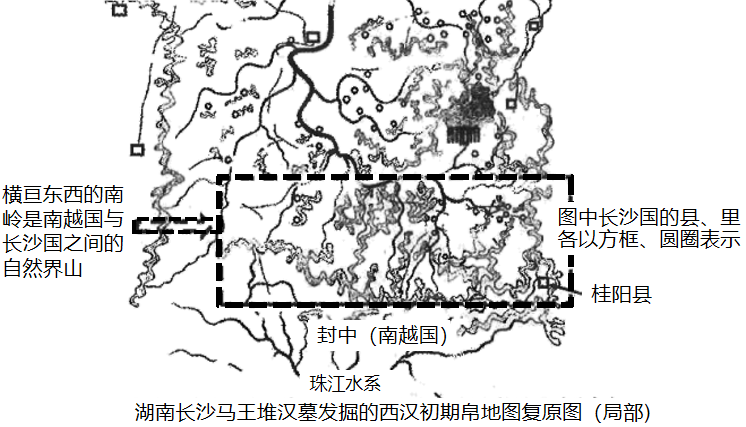 横亘东西的南
岭是南越国与
长沙国之间的
自然界山
图中长沙国的县、里
各以方框、圆圈表示
桂阳县
封中（南越国）
珠江水系
湖南长沙马王堆汉墓发掘的西汉初期帛地图复原图（局部)